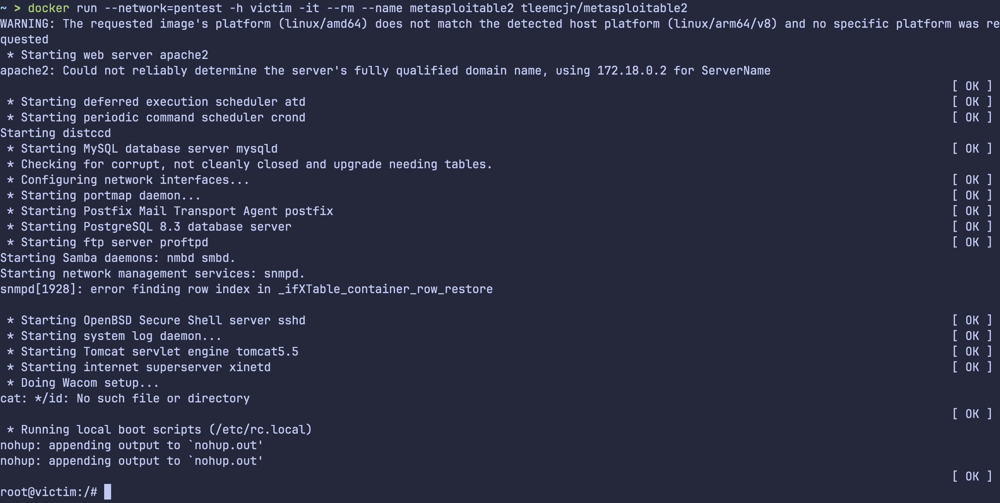 ~ > docker run --network=pentest -h victim -it --rm --name metasploitable2 tleemcjr/metasploitable2
WARNING: The requested image's platform (linux/amd64) does not match the detected host platform (linux/arm64/v8) and no specific platform was re
quested
 * Starting web server apache2
apache2: Could not reliably determine the server's fully qualified domain name, using 172.18.0.2 for ServerName
[ OK ]
 * Starting deferred execution scheduler atd [ OK ]
 * Starting periodic command scheduler crond [ OK ]
Starting distccd
 * Starting MySQL database server mysqld [ OK ]
 * Checking for corrupt, not cleanly closed and upgrade needing tables.
 * Configuring network interfaces... [ OK ]
 * Starting portmap daemon... [ OK ]
 * Starting Postfix Mail Transport Agent postfix [ OK ]
 * Starting PostgreSQL 8.3 database server [ OK ]
 * Starting ftp server proftpd [ OK ]
Starting Samba daemons: nmbd smbd.
Starting network management services: snmpd.
snmpd[1928]: error finding row index in _ifXTable_container_row_restore
 * Starting OpenBSD Secure Shell server sshd [ OK ]
 * Starting system log daemon... [ OK ]
 * Starting Tomcat servlet engine tomcat5.5 [ OK ]
 * Starting internet superserver xinetd [ OK ]
 * Doing Wacom setup...
cat: */id: No such file or directory
[ OK ]
 * Running local boot scripts (/etc/rc.local)
nohup: appending output to `nohup.out'
nohup: appending output to `nohup.out'
[ OK ]
root@victim:/#